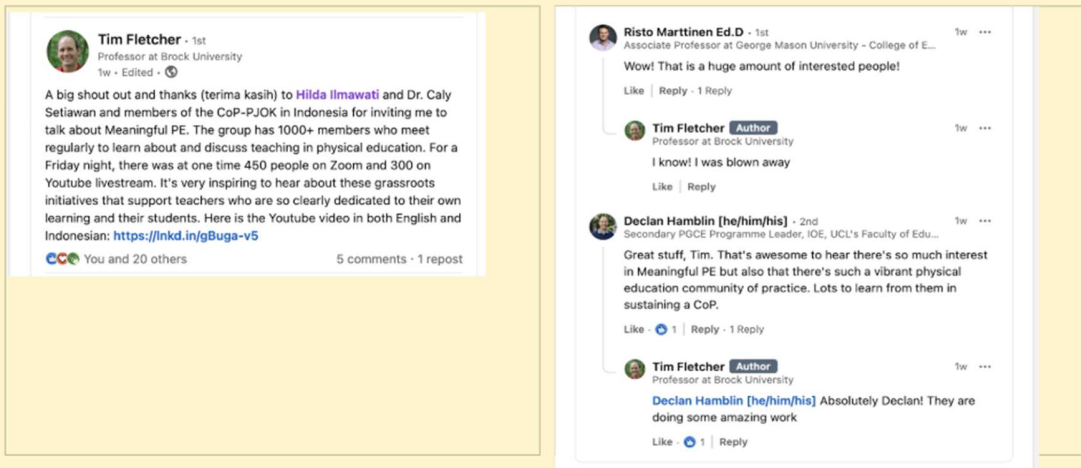 Tim Fletcher · 1st
Professor at Brock University
1w · Edited ·
A big shout out and thanks (terima kasih) to Hilda Ilmawati and Dr. Caly
Setiawan and members of the CoP-PJOK in Indonesia for inviting me to
talk about Meaningful PE. The group has 1000+ members who meet
regularly to learn about and discuss teaching in physical education. For a
Friday night, there was at one time 450 people on Zoom and 300 on
Youtube livestream. It's very inspiring to hear about these grassroots
initiatives that support teachers who are so clearly dedicated to their own
learning and their students. Here is the Youtube video in both English and
Indonesian: https://lnkd.in/gBuga-v5
You and 20 others 5 comments · 1 repost
Risto Marttinen Ed.D · 1st 1w ...
Associate Professor at George Mason University - College of E...
Wow! That is a huge amount of interested people!
Like | Reply · 1 Reply
Tim Fletcher Author 1w ...
Professor at Brock University
I know! I was blown away
Like | Reply
Declan Hamblin [he/him/his] · 2nd 1w ...
Secondary PGCE Programme Leader, IOE, UCL's Faculty of Edu...
Great stuff, Tim. That's awesome to hear there's so much interest
in Meaningful PE but also that there's such a vibrant physical
education community of practice. Lots to learn from them in
sustaining a CoP.
Like · 1 | Reply · 1 Reply
Tim Fletcher Author 1w ...
Professor at Brock University
Declan Hamblin [he/him/his] Absolutely Declan! They are
doing some amazing work
Like · 1 | Reply